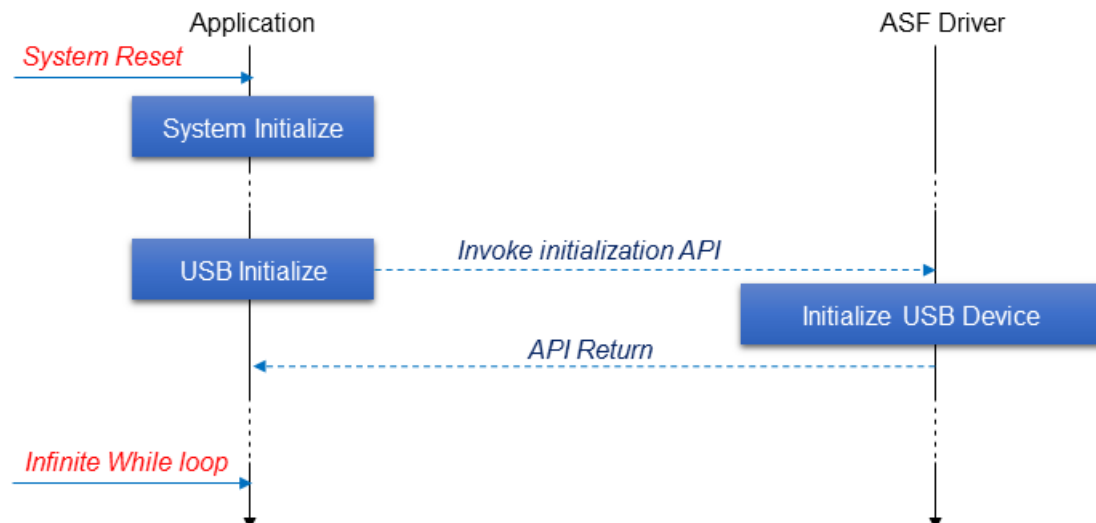 Application
ASF Driver
System Reset
System Initialize
Invoke initialization API
USB Initialize
Initialize USB Device
API Return
Infinite While loop